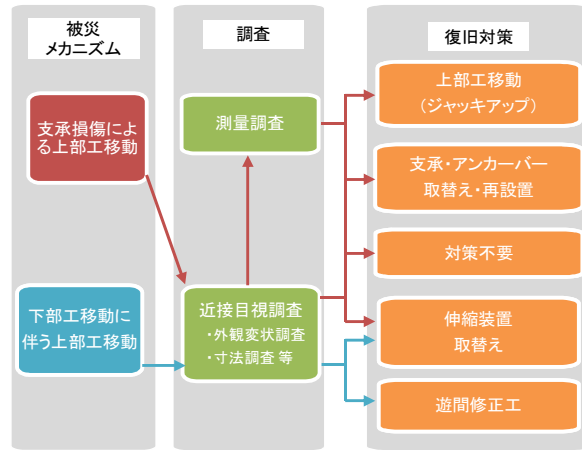 被災
メカニズム
調査
復旧対策
支承損傷によ
る上部工移動
下部工移動に
伴う上部工移動
測量調査
近接目視調査
・外観変状調査
・寸法調査 等
上部工移動
（ジャッキアップ）
支承・アンカーバー
取替え・再設置
対策不要
伸縮装置
取替え
遊間修正工